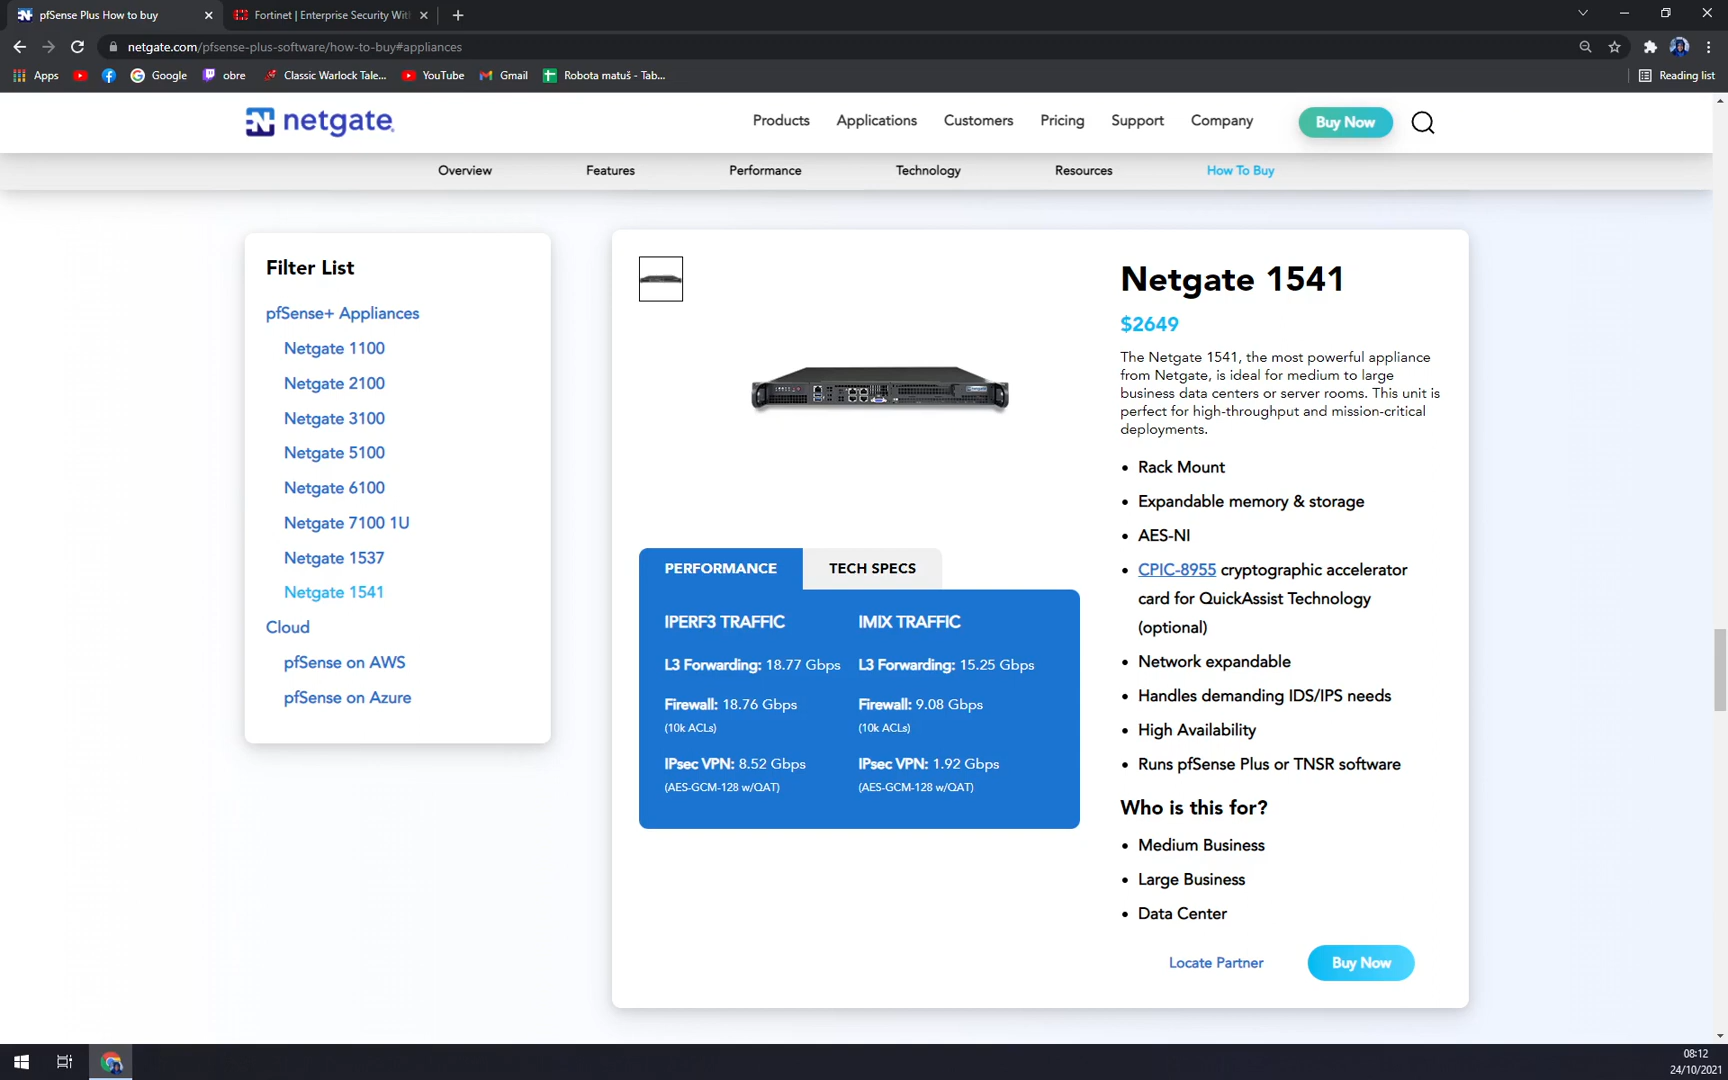 pfSense Plus How to buy
Fortinet | Enterprise Security Wit
netgate.com/pfsense-plus-software/how-to-buy#appliances
Apps
Google
obre
Classic Warlock Tale...
YouTube
Gmail
Robota matuš - Tab...
Reading list
netgate
Products
Applications
Customers
Pricing
Support
Company
Buy Now
Overview
Features
Performance
Technology
Resources
How To Buy
Filter List
pfSense+ Appliances
Netgate 1100
Netgate 2100
Netgate 3100
Netgate 5100
Netgate 6100
Netgate 7100 1U
Netgate 1537
Netgate 1541
Cloud
pfSense on AWS
pfSense on Azure
PERFORMANCE
TECH SPECS
IPERF3 TRAFFIC
L3 Forwarding: 18.77 Gbps
Firewall: 18.76 Gbps
(10k ACLs)
IPsec VPN: 8.52 Gbps
(AES-GCM-128 w/QAT)
IMIX TRAFFIC
L3 Forwarding: 15.25 Gbps
Firewall: 9.08 Gbps
(10k ACLs)
IPsec VPN: 1.92 Gbps
(AES-GCM-128 w/QAT)
Netgate 1541
$2649
The Netgate 1541, the most powerful appliance
from Netgate, is ideal for medium to large
business data centers or server rooms. This unit is
perfect for high-throughput and mission-critical
deployments.
• Rack Mount
• Expandable memory & storage
• AES-NI
• CPIC-8955 cryptographic accelerator
card for QuickAssist Technology
(optional)
• Network expandable
• Handles demanding IDS/IPS needs
• High Availability
• Runs pfSense Plus or TNSR software
Who is this for?
• Medium Business
• Large Business
• Data Center
Locate Partner
Buy Now
08:12
24/10/2021